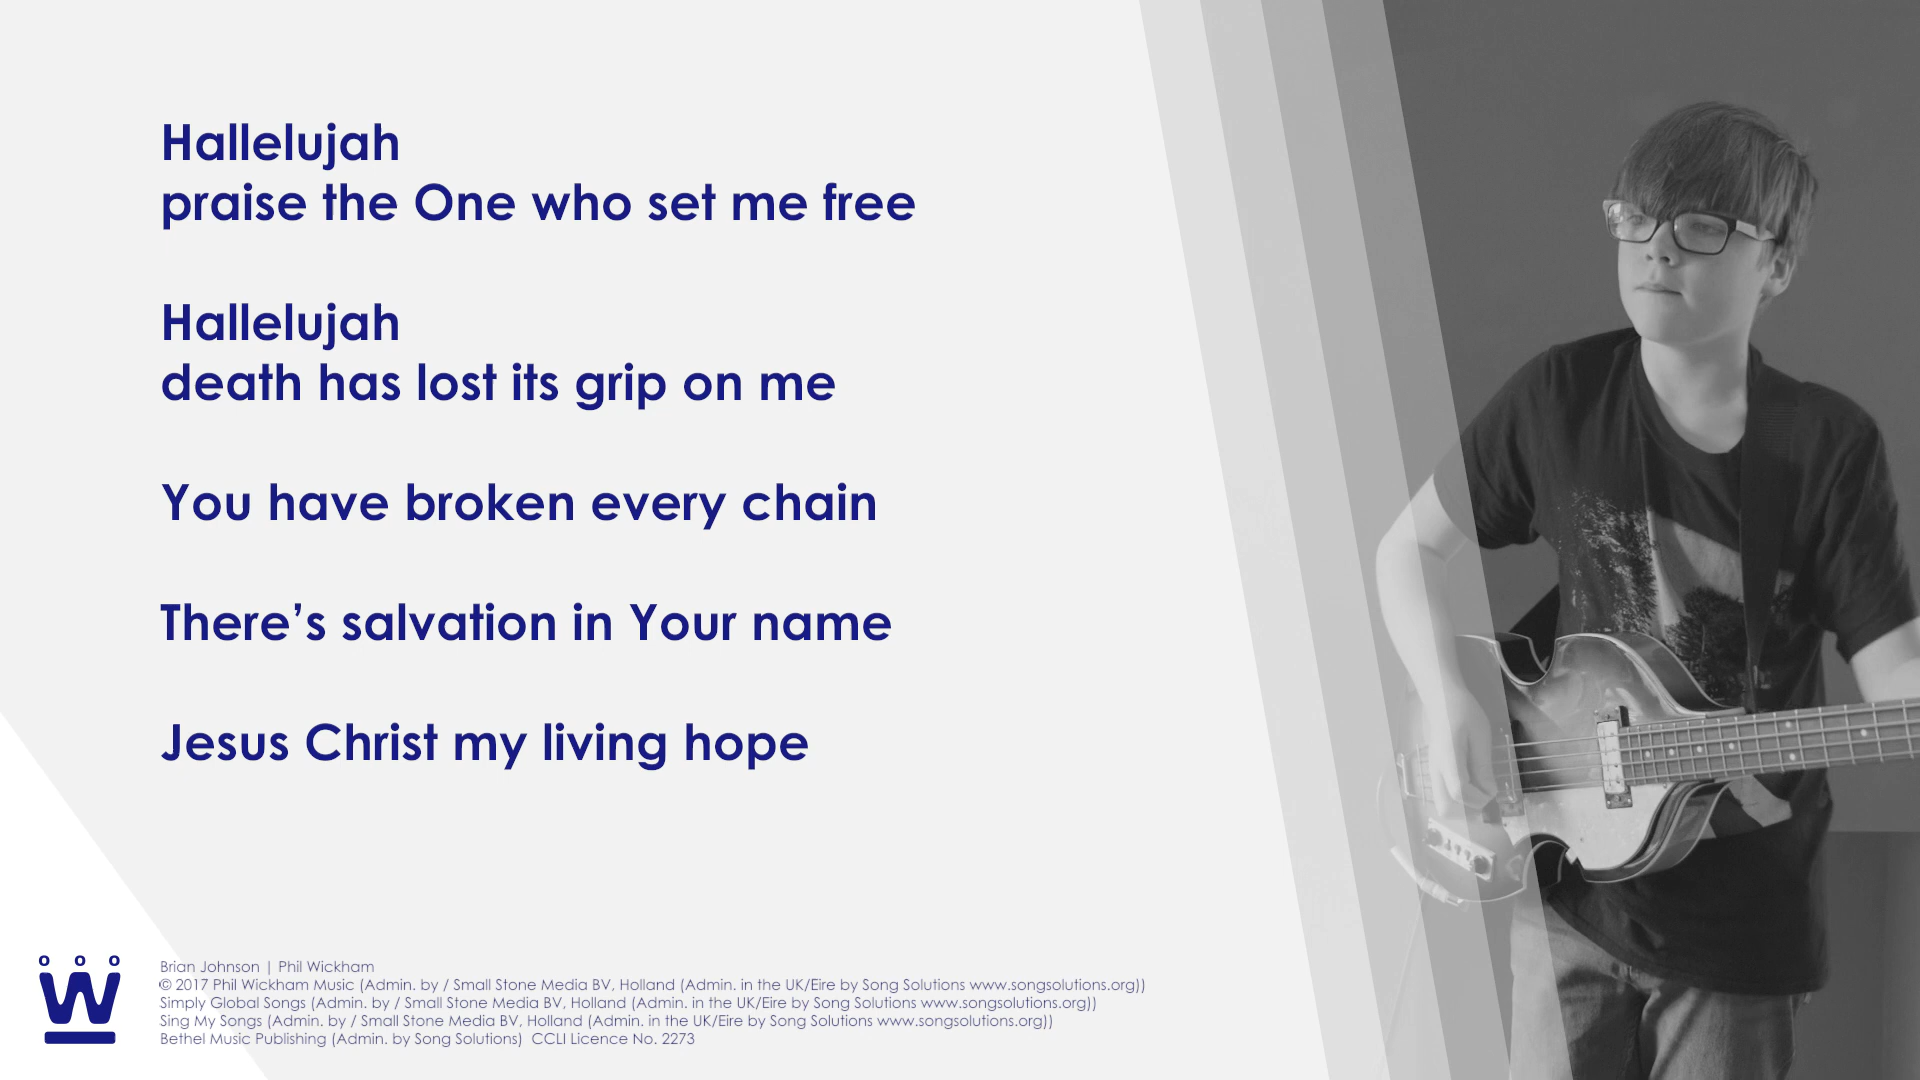 Hallelujah
praise the One who set me free
Hallelujah
death has lost its grip on me
You have broken every chain
There’s salvation in Your name
Jesus Christ my living hope
W
Brian Johnson | Phil Wickham
© 2017 Phil Wickham Music (Admin. by / Small Stone Media BV, Holland (Admin. in the UK/Eire by Song Solutions www.songsolutions.org))
Simply Global Songs (Admin. by / Small Stone Media BV, Holland (Admin. in the UK/Eire by Song Solutions www.songsolutions.org))
Sing My Songs (Admin. by / Small Stone Media BV, Holland (Admin. in the UK/Eire by Song Solutions www.songsolutions.org))
Bethel Music Publishing (Admin. by Song Solutions)  CCLI Licence No. 2273